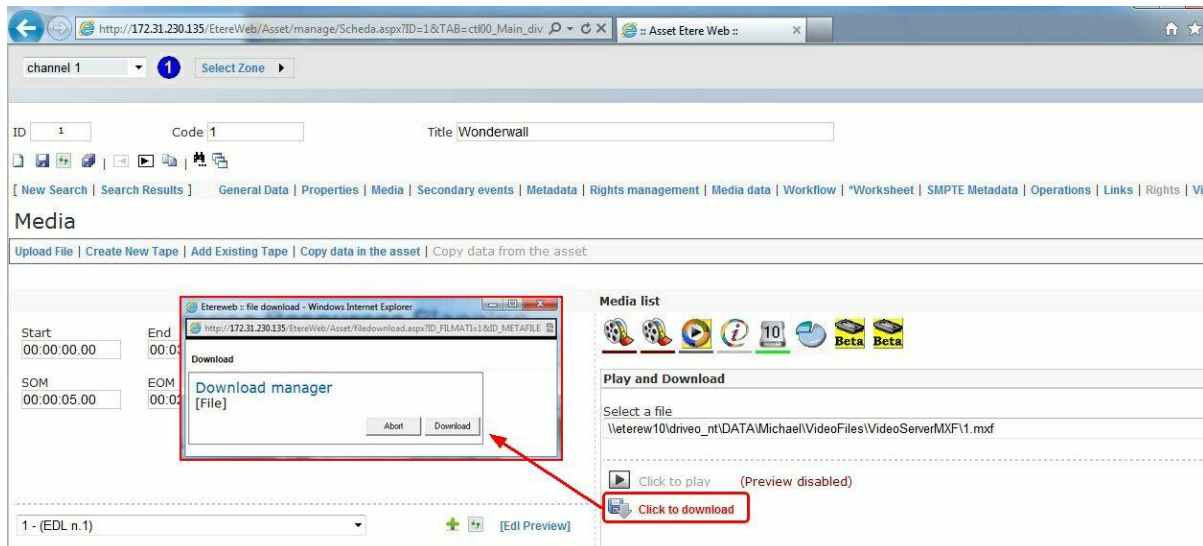 http://172.31.230.135/EtereWeb/Asset/manage/Scheda.aspx?ID=1&TAB=ctl00_Main_div
:: Asset Etere Web ::
channel 1
1
Select Zone
ID 1 Code 1 Title Wonderwall
[ New Search | Search Results ] General Data | Properties | Media | Secondary events | Metadata | Rights management | Media data | Workflow | *Worksheet | SMPTE Metadata | Operations | Links | Rights |
Media
Upload File | Create New Tape | Add Existing Tape | Copy data in the asset | Copy data from the asset
Start End
00:00:00.00
SOM EOM
00:00:05.00
Etereweb :: file download - Windows Internet Explorer
http://172.31.230.135/EtereWeb/Asset/filedownload.aspx?ID_FILMATI=1&ID_METAFILE
Download
Download manager
[File]
Abort Download
1 - (EDL n.1)
[Edl Preview]
Media list
10
Beta Beta
Play and Download
Select a file
\\eterew10\driveo_nt\DATA\Michael\VideoFiles\VideoServerMXF\1.mxf
Click to play (Preview disabled)
Click to download